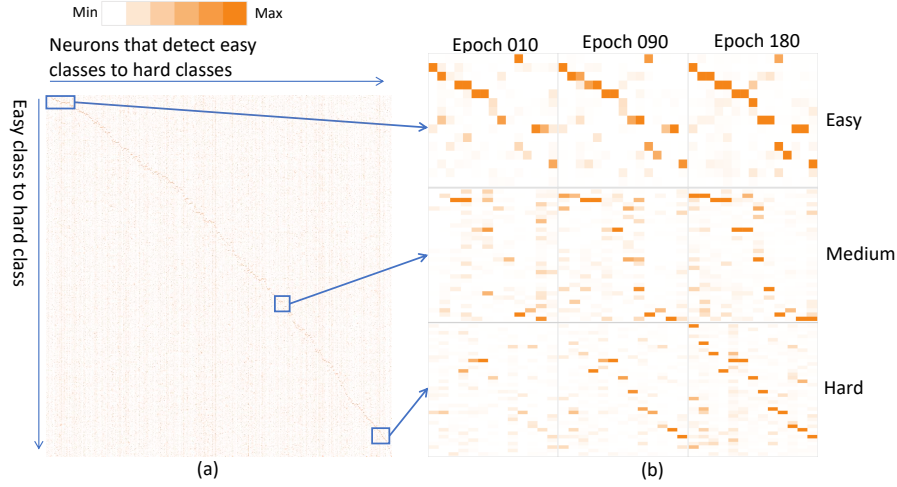 Min
Max
Neurons that detect easy
classes to hard classes
Easy class to hard class
Epoch 010
Epoch 090
Epoch 180
Easy
Medium
Hard
(a)
(b)